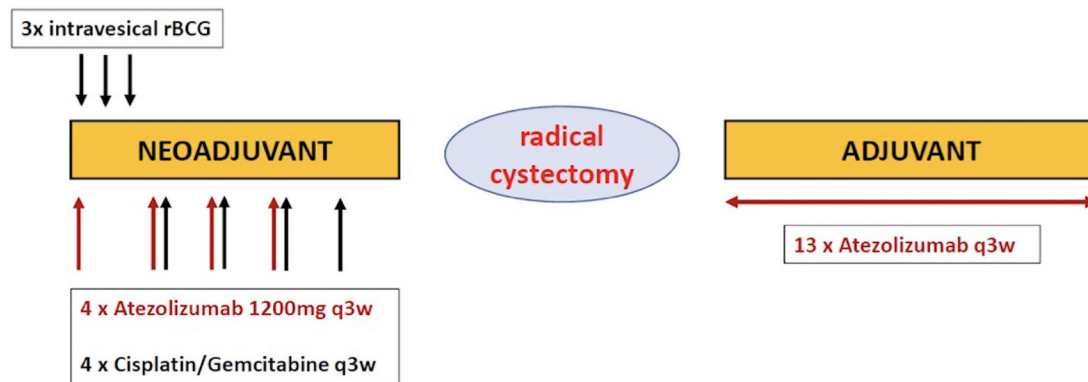 3x intravesical rBCG
NEOADJUVANT
radical
cystectomy
ADJUVANT
13 x Atezolizumab q3w
4 x Atezolizumab 1200mg q3w
4 x Cisplatin/Gemcitabine q3w